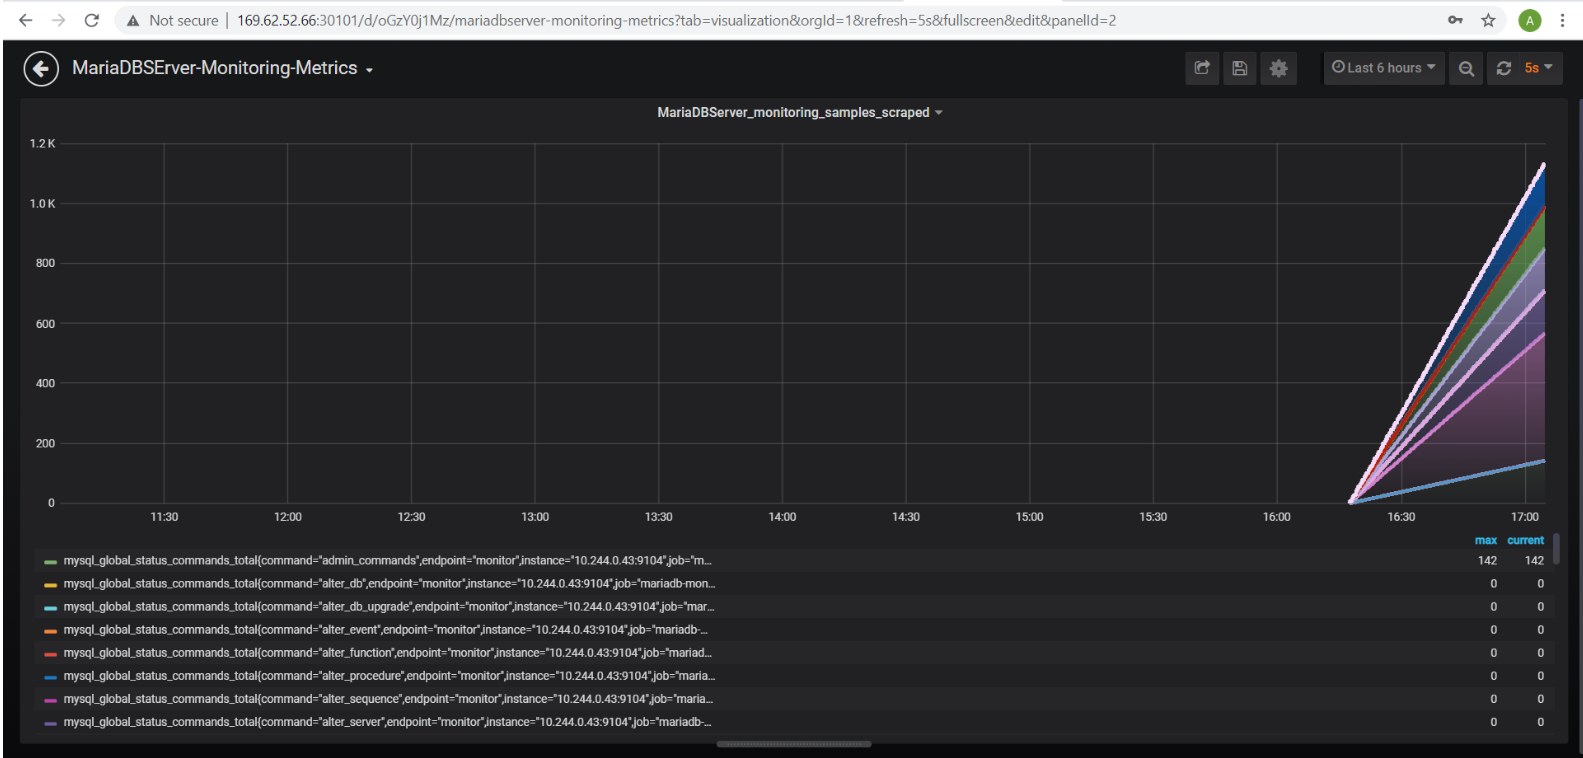 Not secure | 169.62.52.66:30101/d/oGzY0j1Mz/mariadbserver-monitoring-metrics?tab=visualization&orgId=1&refresh=5s&fullscreen&edit&panelId=2
A
MariaDBSErver-Monitoring-Metrics
Last 6 hours
5s
MariaDBServer_monitoring_samples_scraped
1.2 K
1.0 K
800
600
400
200
0
11:30 12:00 12:30 13:00 13:30 14:00 14:30 15:00 15:30 16:00 16:30 17:00
max current
mysql_global_status_commands_total{command="admin_commands",endpoint="monitor",instance="10.244.0.43:9104",job="m... 142 142
mysql_global_status_commands_total{command="alter_db",endpoint="monitor",instance="10.244.0.43:9104",job="mariadb-mon... 0 0
mysql_global_status_commands_total{command="alter_db_upgrade",endpoint="monitor",instance="10.244.0.43:9104",job="mar... 0 0
mysql_global_status_commands_total{command="alter_event",endpoint="monitor",instance="10.244.0.43:9104",job="mariadb-... 0 0
mysql_global_status_commands_total{command="alter_function",endpoint="monitor",instance="10.244.0.43:9104",job="mariad... 0 0
mysql_global_status_commands_total{command="alter_procedure",endpoint="monitor",instance="10.244.0.43:9104",job="maria... 0 0
mysql_global_status_commands_total{command="alter_sequence",endpoint="monitor",instance="10.244.0.43:9104",job="maria... 0 0
mysql_global_status_commands_total{command="alter_server",endpoint="monitor",instance="10.244.0.43:9104",job="mariadb-... 0 0